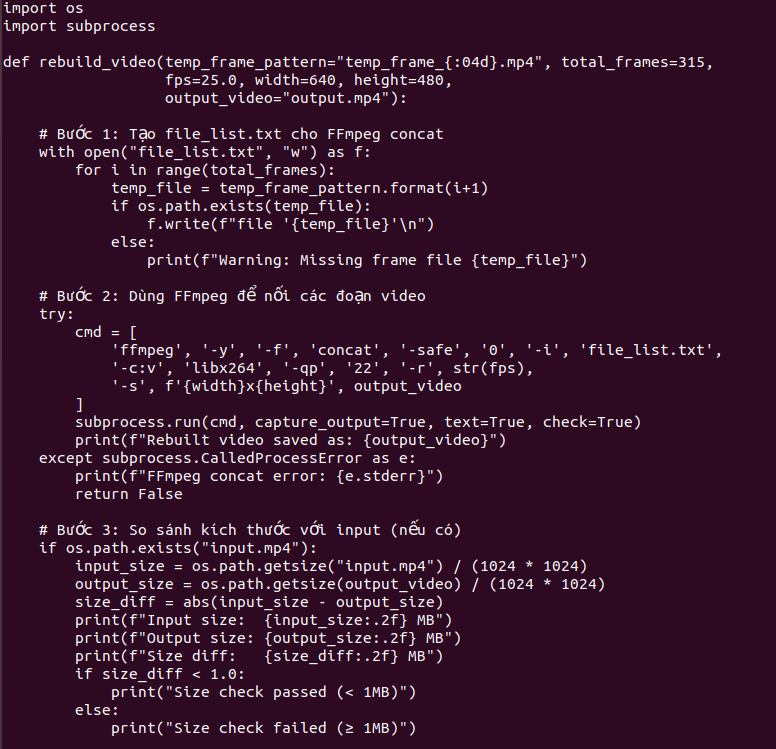 import os
import subprocess

def rebuild_video(temp_frame_pattern="temp_frame_{:04d}.mp4", total_frames=315,
                  fps=25.0, width=640, height=480,
                  output_video="output.mp4"):

    # Bước 1: Tạo file_list.txt cho FFmpeg concat
    with open("file_list.txt", "w") as f:
        for i in range(total_frames):
            temp_file = temp_frame_pattern.format(i+1)
            if os.path.exists(temp_file):
                f.write(f"file '{temp_file}'\n")
            else:
                print(f"Warning: Missing frame file {temp_file}")

    # Bước 2: Dùng FFmpeg để nối các đoạn video
    try:
        cmd = [
            'ffmpeg', '-y', '-f', 'concat', '-safe', '0', '-i', 'file_list.txt',
            '-c:v', 'libx264', '-qp', '22', '-r', str(fps),
            '-s', f'{width}x{height}', output_video
        ]
        subprocess.run(cmd, capture_output=True, text=True, check=True)
        print(f"Rebuilt video saved as: {output_video}")
    except subprocess.CalledProcessError as e:
        print(f"FFmpeg concat error: {e.stderr}")
        return False

    # Bước 3: So sánh kích thước với input (nếu có)
    if os.path.exists("input.mp4"):
        input_size = os.path.getsize("input.mp4") / (1024 * 1024)
        output_size = os.path.getsize(output_video) / (1024 * 1024)
        size_diff = abs(input_size - output_size)
        print(f"Input size:  {input_size:.2f} MB")
        print(f"Output size: {output_size:.2f} MB")
        print(f"Size diff:   {size_diff:.2f} MB")
        if size_diff < 1.0:
            print("Size check passed (< 1MB)")
        else:
            print("Size check failed (≥ 1MB)")